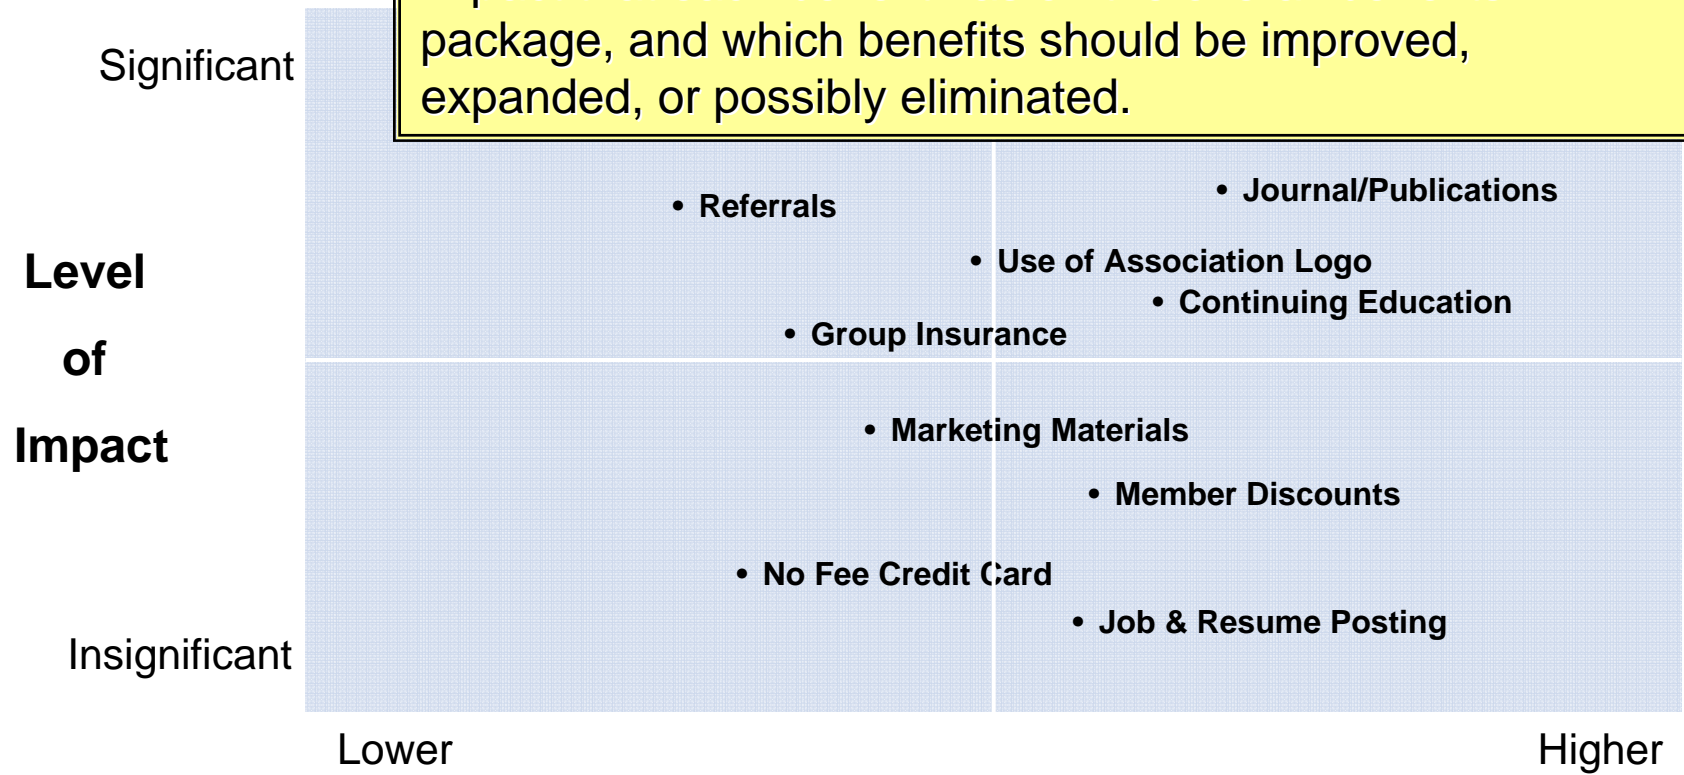 package, and which benefits should be improved,
expanded, or possibly eliminated.
Significant
• Journal/Publications
• Referrals
Level
of
Impact
• Use of Association Logo
• Continuing Education
• Group Insurance
• Marketing Materials
• Member Discounts
• No Fee Credit Card
• Job & Resume Posting
Insignificant
Lower
Higher